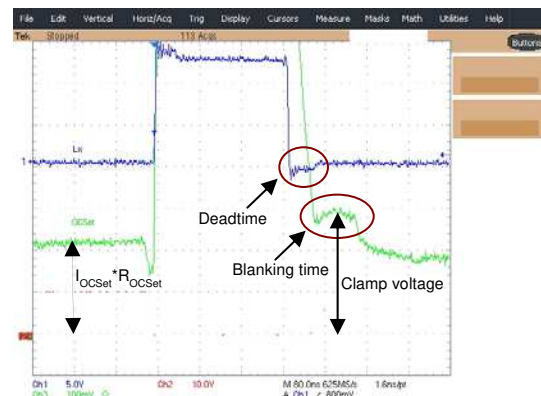 File Edit Vertical Horiz/Acq Trig Display Cursors Measure Masks Math Utilities Help
Tek Stopped 113 Acqs
Buttons
Lx
1
Deadtime
OCSet
Blanking time
I_OCSet*R_OCSet
Clamp voltage
Ch1 5.0V Ch2 10.0V M 80.0ns 625MS/s 1.6ns/pt
Ch3 100mV Ω A Ch1 ∕ 800mV